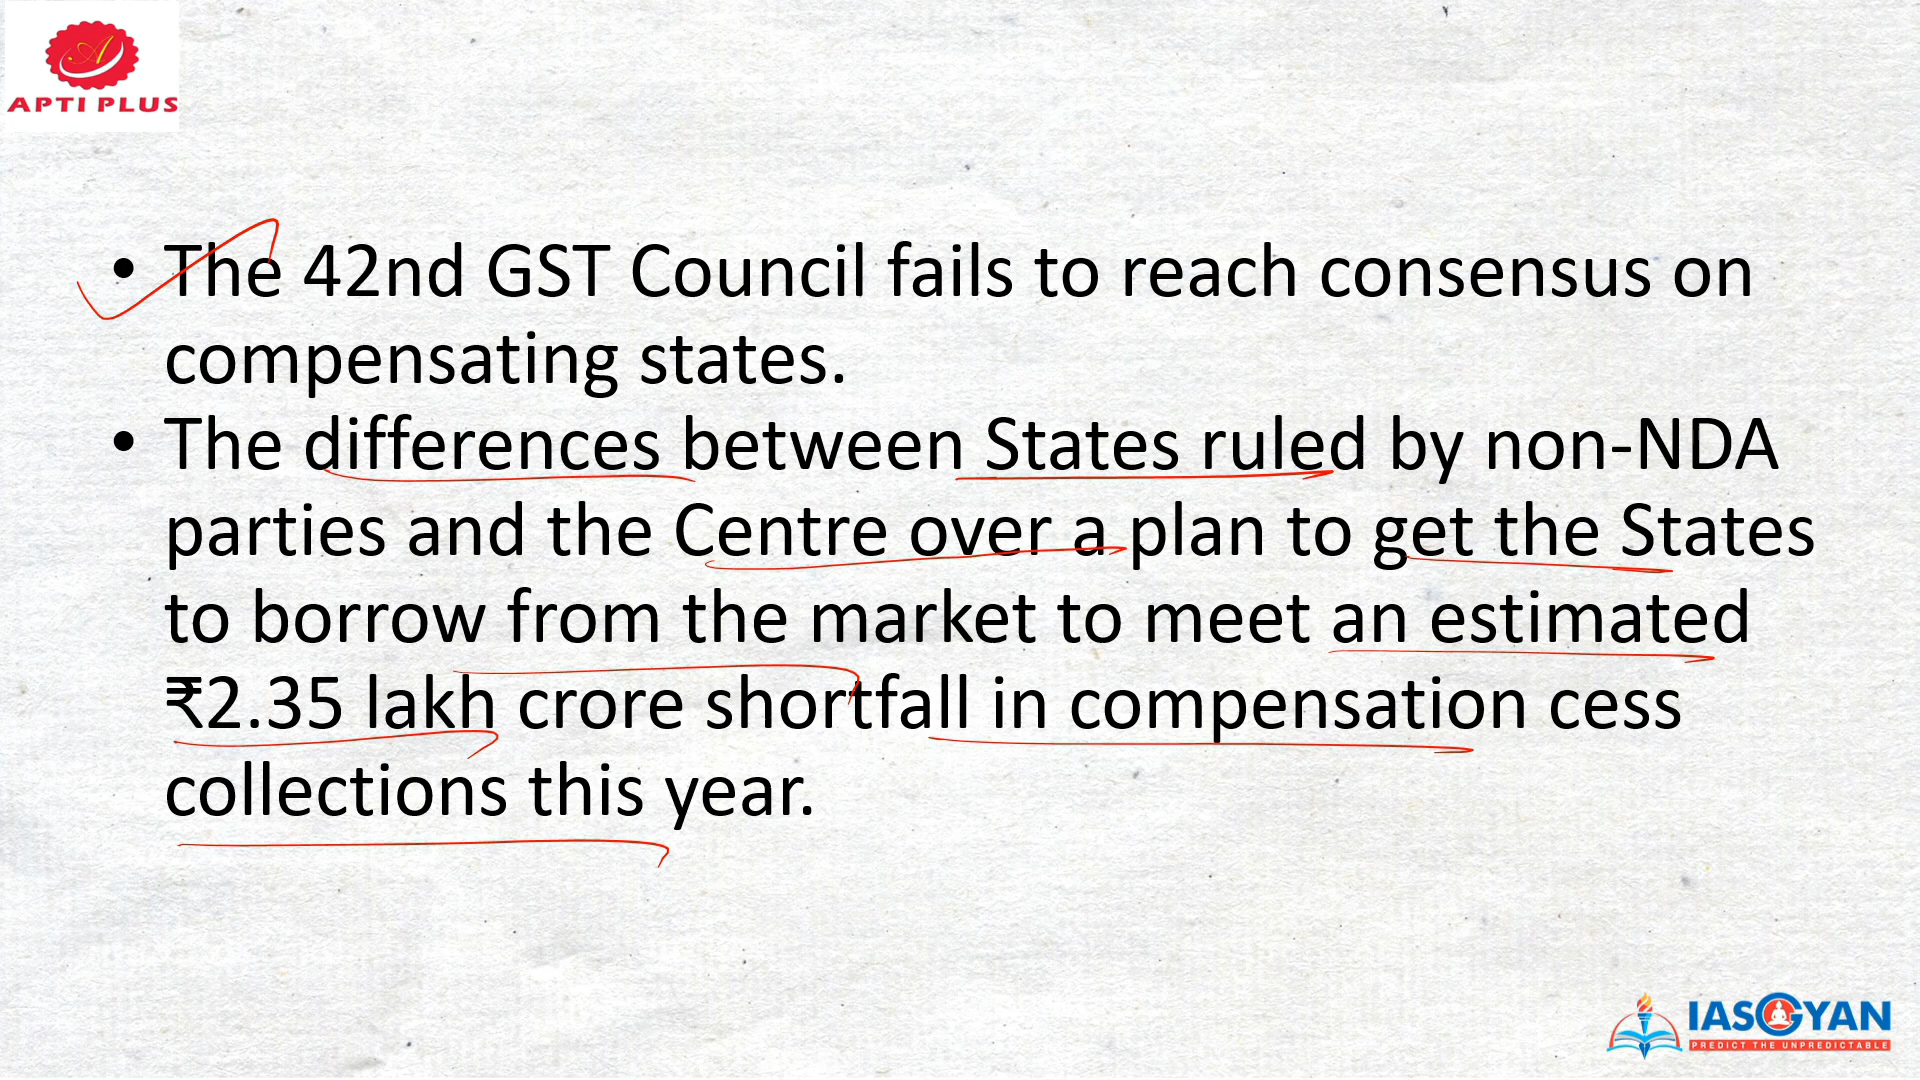 APTI PLUS
• The 42nd GST Council fails to reach consensus on
compensating states.
• The differences between States ruled by non-NDA
parties and the Centre over a plan to get the States
to borrow from the market to meet an estimated
₹2.35 lakh crore shortfall in compensation cess
collections this year.
IASGYAN
PREDICT THE UNPREDICTABLE